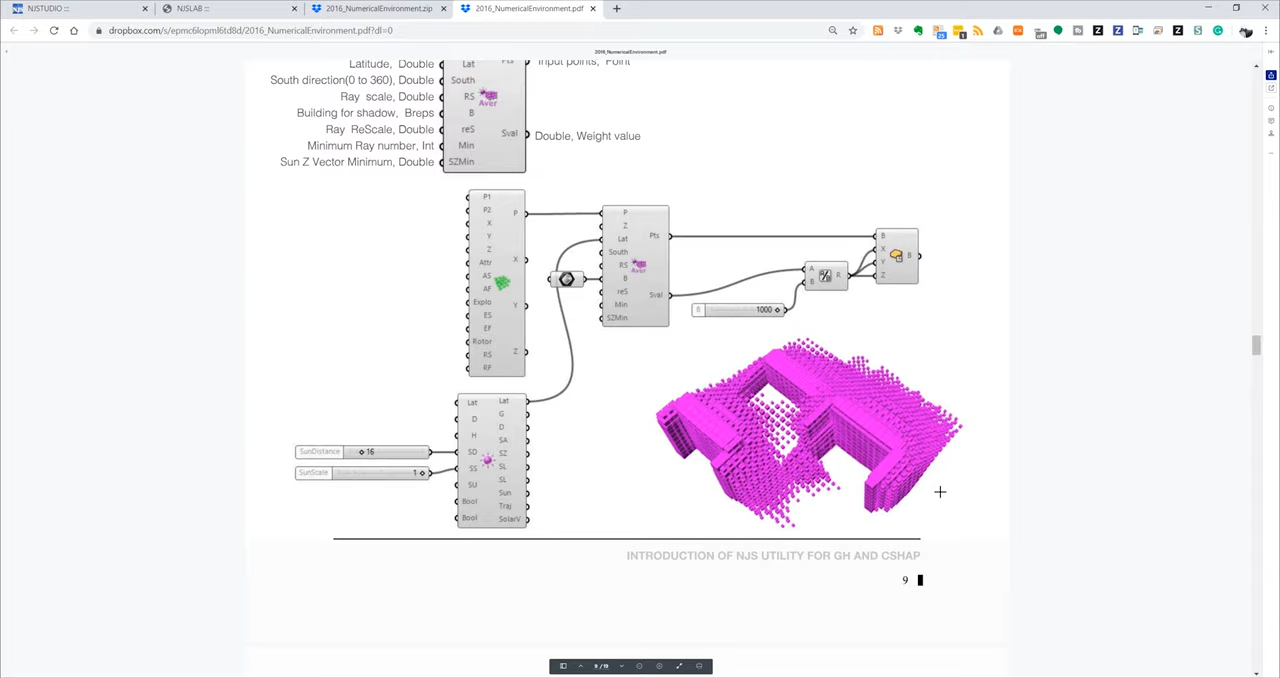 NJSTUDIO :::
NJSLAB :::
2016_NumericalEnvironment.zip
2016_NumericalEnvironment.pdf
dropbox.com/s/epmc6lopml6td8d/2016_NumericalEnvironment.pdf?dl=0
2016_NumericalEnvironment.pdf
Latitude, Double
South direction(0 to 360), Double
Ray scale, Double
Building for shadow, Breps
Ray ReScale, Double
Minimum Ray number, Int
Sun Z Vector Minimum, Double
Lat
South
RS
B
reS
Min
SZMin
Aver
Pts
Sval
Input points, Point
Double, Weight value
P1
P2
X
Y
Z
Attr
AS
AF
Explo
ES
EF
Rotor
RS
RF
P
X
Y
Z
P
Z
Lat
South
RS
B
reS
Min
SZMin
Aver
Pts
Sval
B
1000
A
B
R
B
X
Y
Z
B
SunDistance
16
SunScale
1
Lat
D
H
SD
SS
SU
Bool
Bool
Lat
G
D
SA
SZ
SL
SL
Sun
Traj
SolarV
INTRODUCTION OF NJS UTILITY FOR GH AND CSHAP
9
9 / 19